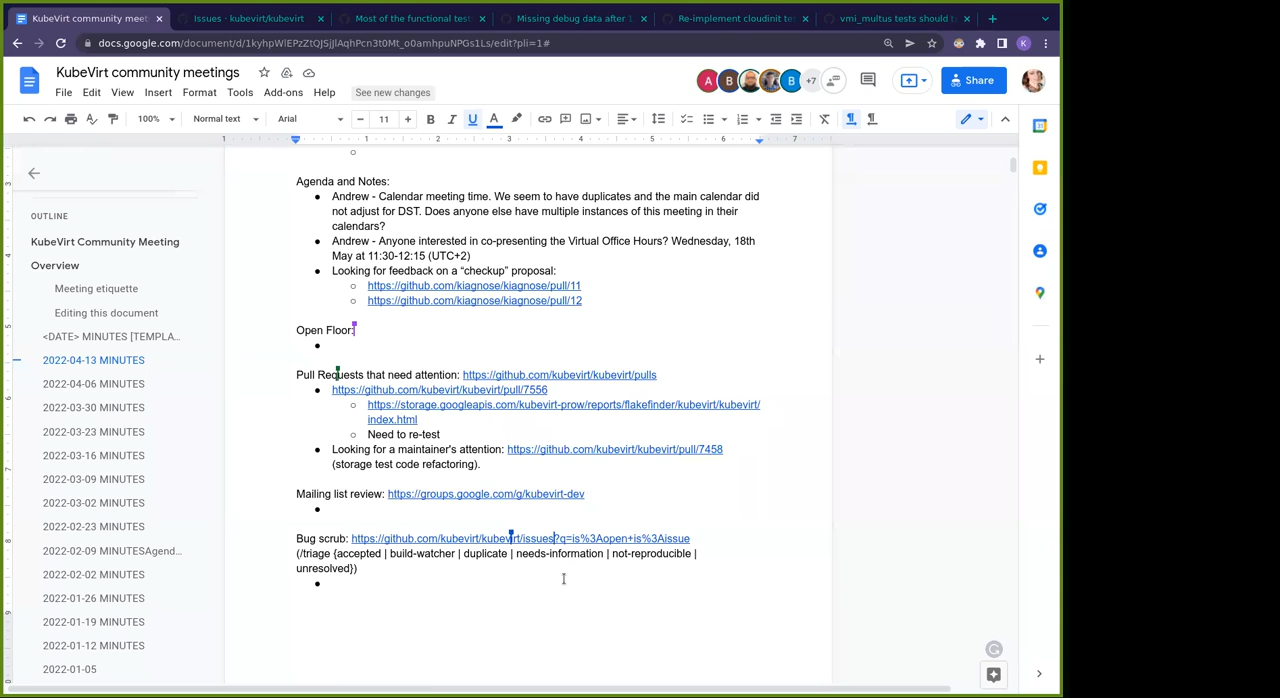 KubeVirt community meet
Issues · kubevirt/kubevirt
Most of the functional test
Missing debug data after 1
Re-implement cloudinit te
vmi_multus tests should
docs.google.com/document/d/1kyhpWlEPzZtQJSjJlAqhPcn3t0Mt_o0amhpuNPGs1Ls/edit?pli=1#
K
KubeVirt community meetings
File Edit View Insert Format Tools Add-ons Help See new changes
A B B +7
Share
100% Normal text Arial 11 B I U A
1 1 2 3 4 5 6 7
OUTLINE
KubeVirt Community Meeting
Overview
Meeting etiquette
Editing this document
<DATE> MINUTES [TEMPLA...
2022-04-13 MINUTES
2022-04-06 MINUTES
2022-03-30 MINUTES
2022-03-23 MINUTES
2022-03-16 MINUTES
2022-03-09 MINUTES
2022-03-02 MINUTES
2022-02-23 MINUTES
2022-02-09 MINUTESAgend...
2022-02-02 MINUTES
2022-01-26 MINUTES
2022-01-19 MINUTES
2022-01-12 MINUTES
2022-01-05
Agenda and Notes:
● Andrew - Calendar meeting time. We seem to have duplicates and the main calendar did
not adjust for DST. Does anyone else have multiple instances of this meeting in their
calendars?
● Andrew - Anyone interested in co-presenting the Virtual Office Hours? Wednesday, 18th
May at 11:30-12:15 (UTC+2)
● Looking for feedback on a “checkup” proposal:
○ https://github.com/kiagnose/kiagnose/pull/11
○ https://github.com/kiagnose/kiagnose/pull/12
Open Floor:
●
Pull Requests that need attention: https://github.com/kubevirt/kubevirt/pulls
● https://github.com/kubevirt/kubevirt/pull/7556
○ https://storage.googleapis.com/kubevirt-prow/reports/flakefinder/kubevirt/kubevirt/
index.html
○ Need to re-test
● Looking for a maintainer's attention: https://github.com/kubevirt/kubevirt/pull/7458
(storage test code refactoring).
Mailing list review: https://groups.google.com/g/kubevirt-dev
●
Bug scrub: https://github.com/kubevirt/kubevirt/issues?q=is%3Aopen+is%3Aissue
(/triage {accepted | build-watcher | duplicate | needs-information | not-reproducible |
unresolved})
●